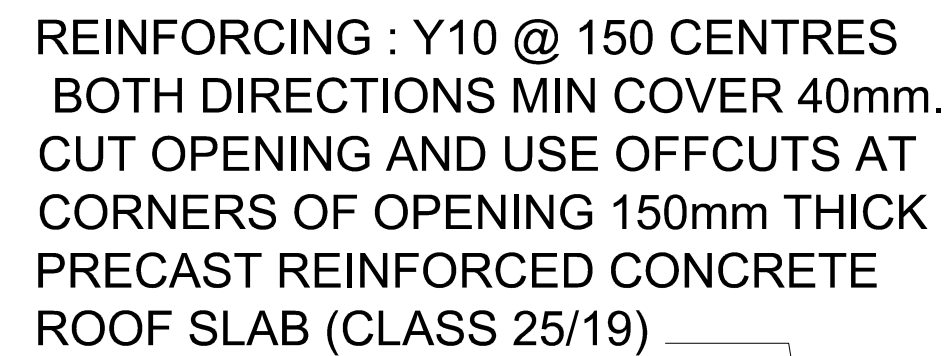 REINFORCING : Y10 @ 150 CENTRES
BOTH DIRECTIONS MIN COVER 40mm.
CUT OPENING AND USE OFFCUTS AT
CORNERS OF OPENING 150mm THICK
PRECAST REINFORCED CONCRETE
ROOF SLAB (CLASS 25/19)